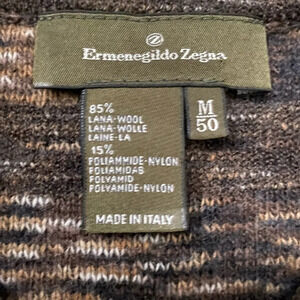 Z
Ermenegildo Zegna
85%
LANA-WOOL
LANA-WOLLE
LAINE-LA
15%
POLIAMMIDE-NYLON
POLIAMIDAB
POLYAMID
POLYAMIDE-NYLON
MADE IN ITALY
M
50